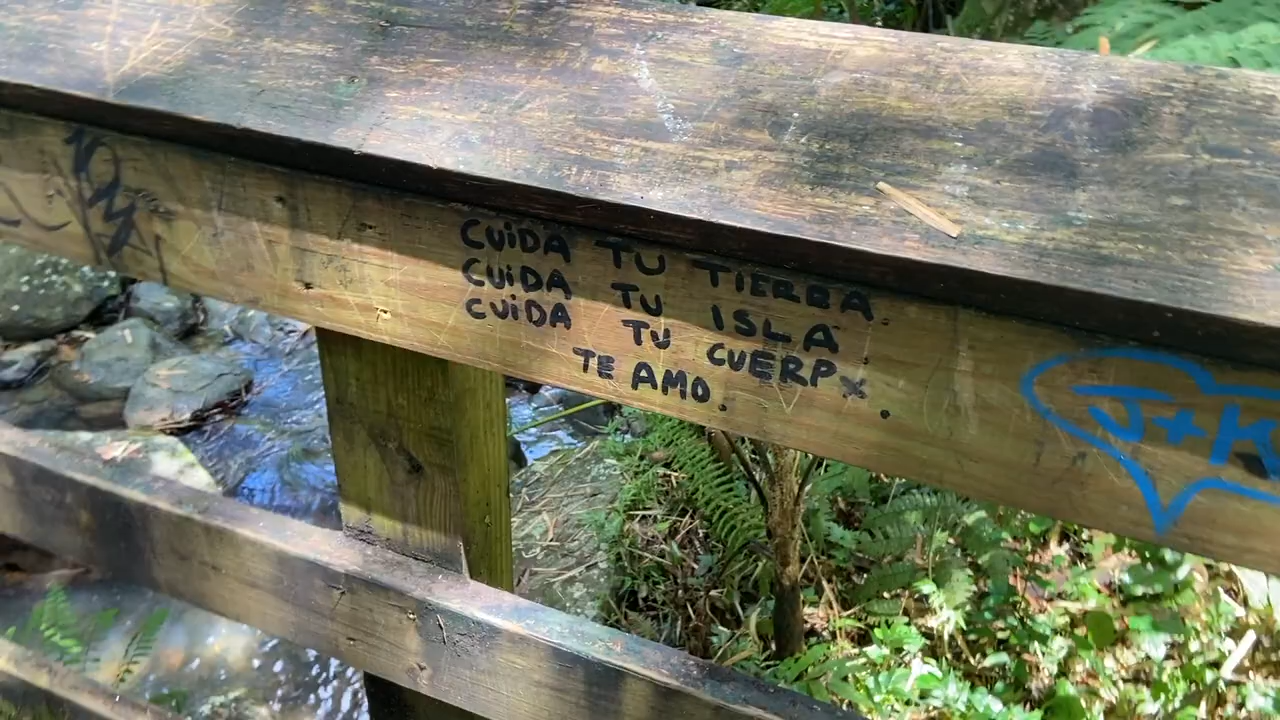 CUIDA TU TIERRA.
CUIDA TU ISLA.
CUIDA TU CUERPX.
TE AMO.
J+K